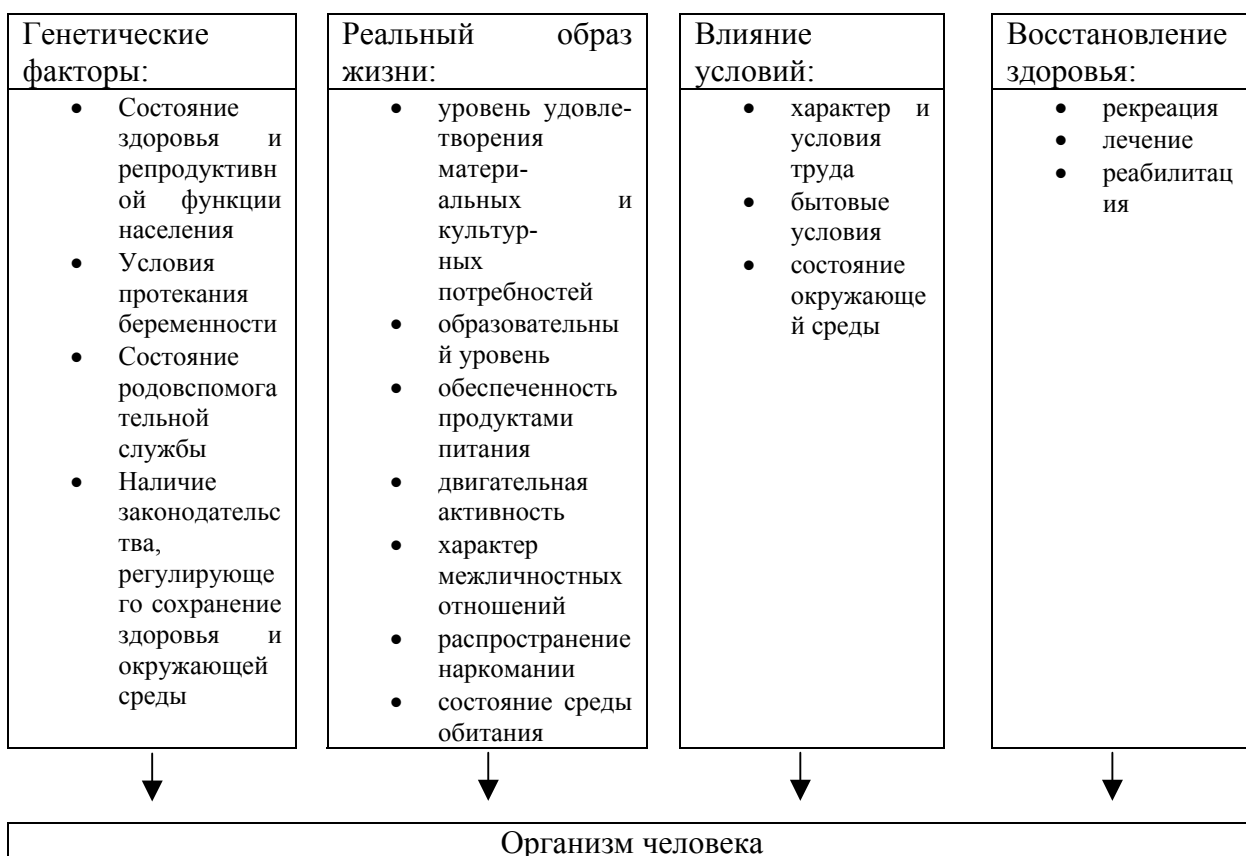 Генетические
факторы:
• Состояние
здоровья и
репродуктивн
ой функции
населения
• Условия
протекания
беременности
• Состояние
родовспомога
тельной
службы
• Наличие
законодательс
тва,
регулирующе
го сохранение
здоровья и
окружающей
среды
Реальный образ
жизни:
• уровень удовле-
творения
матери-
альных и
культур-
ных
потребностей
• образовательны
й уровень
• обеспеченность
продуктами
питания
• двигательная
активность
• характер
межличностных
отношений
• распространение
наркомании
• состояние среды
обитания
Влияние
условий:
• характер и
условия
труда
• бытовые
условия
• состояние
окружающе
й среды
Восстановление
здоровья:
• рекреация
• лечение
• реабилитац
ия
Организм человека